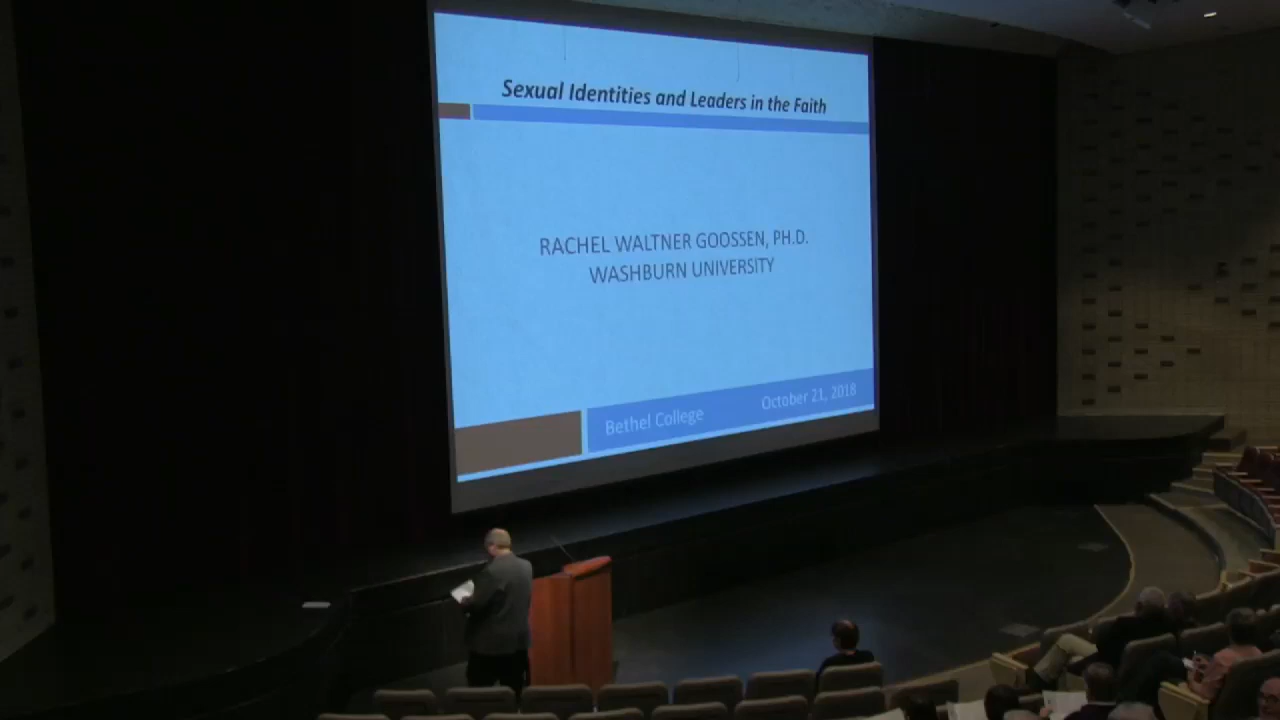 Sexual Identities and Leaders in the Faith
RACHEL WALTNER GOOSSEN, PH.D.
WASHBURN UNIVERSITY
Bethel College October 21, 2018